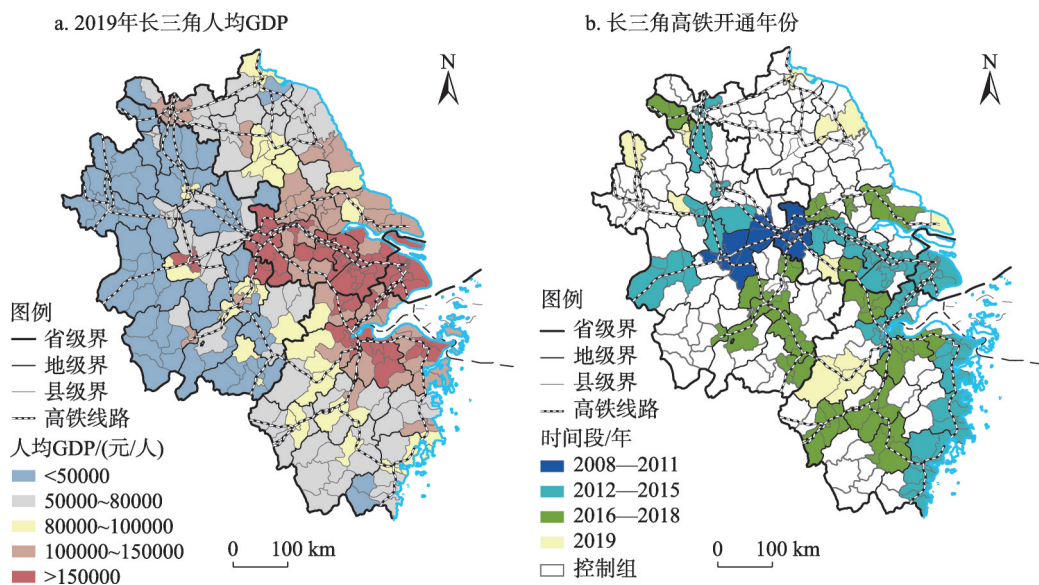 a. 2019年长三角人均GDP
N
图例
省级界
地级界
县级界
高铁线路
人均GDP/(元/人)
<50000
50000~80000
80000~100000
100000~150000
>150000
0 100 km
b. 长三角高铁开通年份
N
图例
省级界
地级界
县级界
高铁线路
时间段/年
2008—2011
2012—2015
2016—2018
2019
控制组
0 100 km